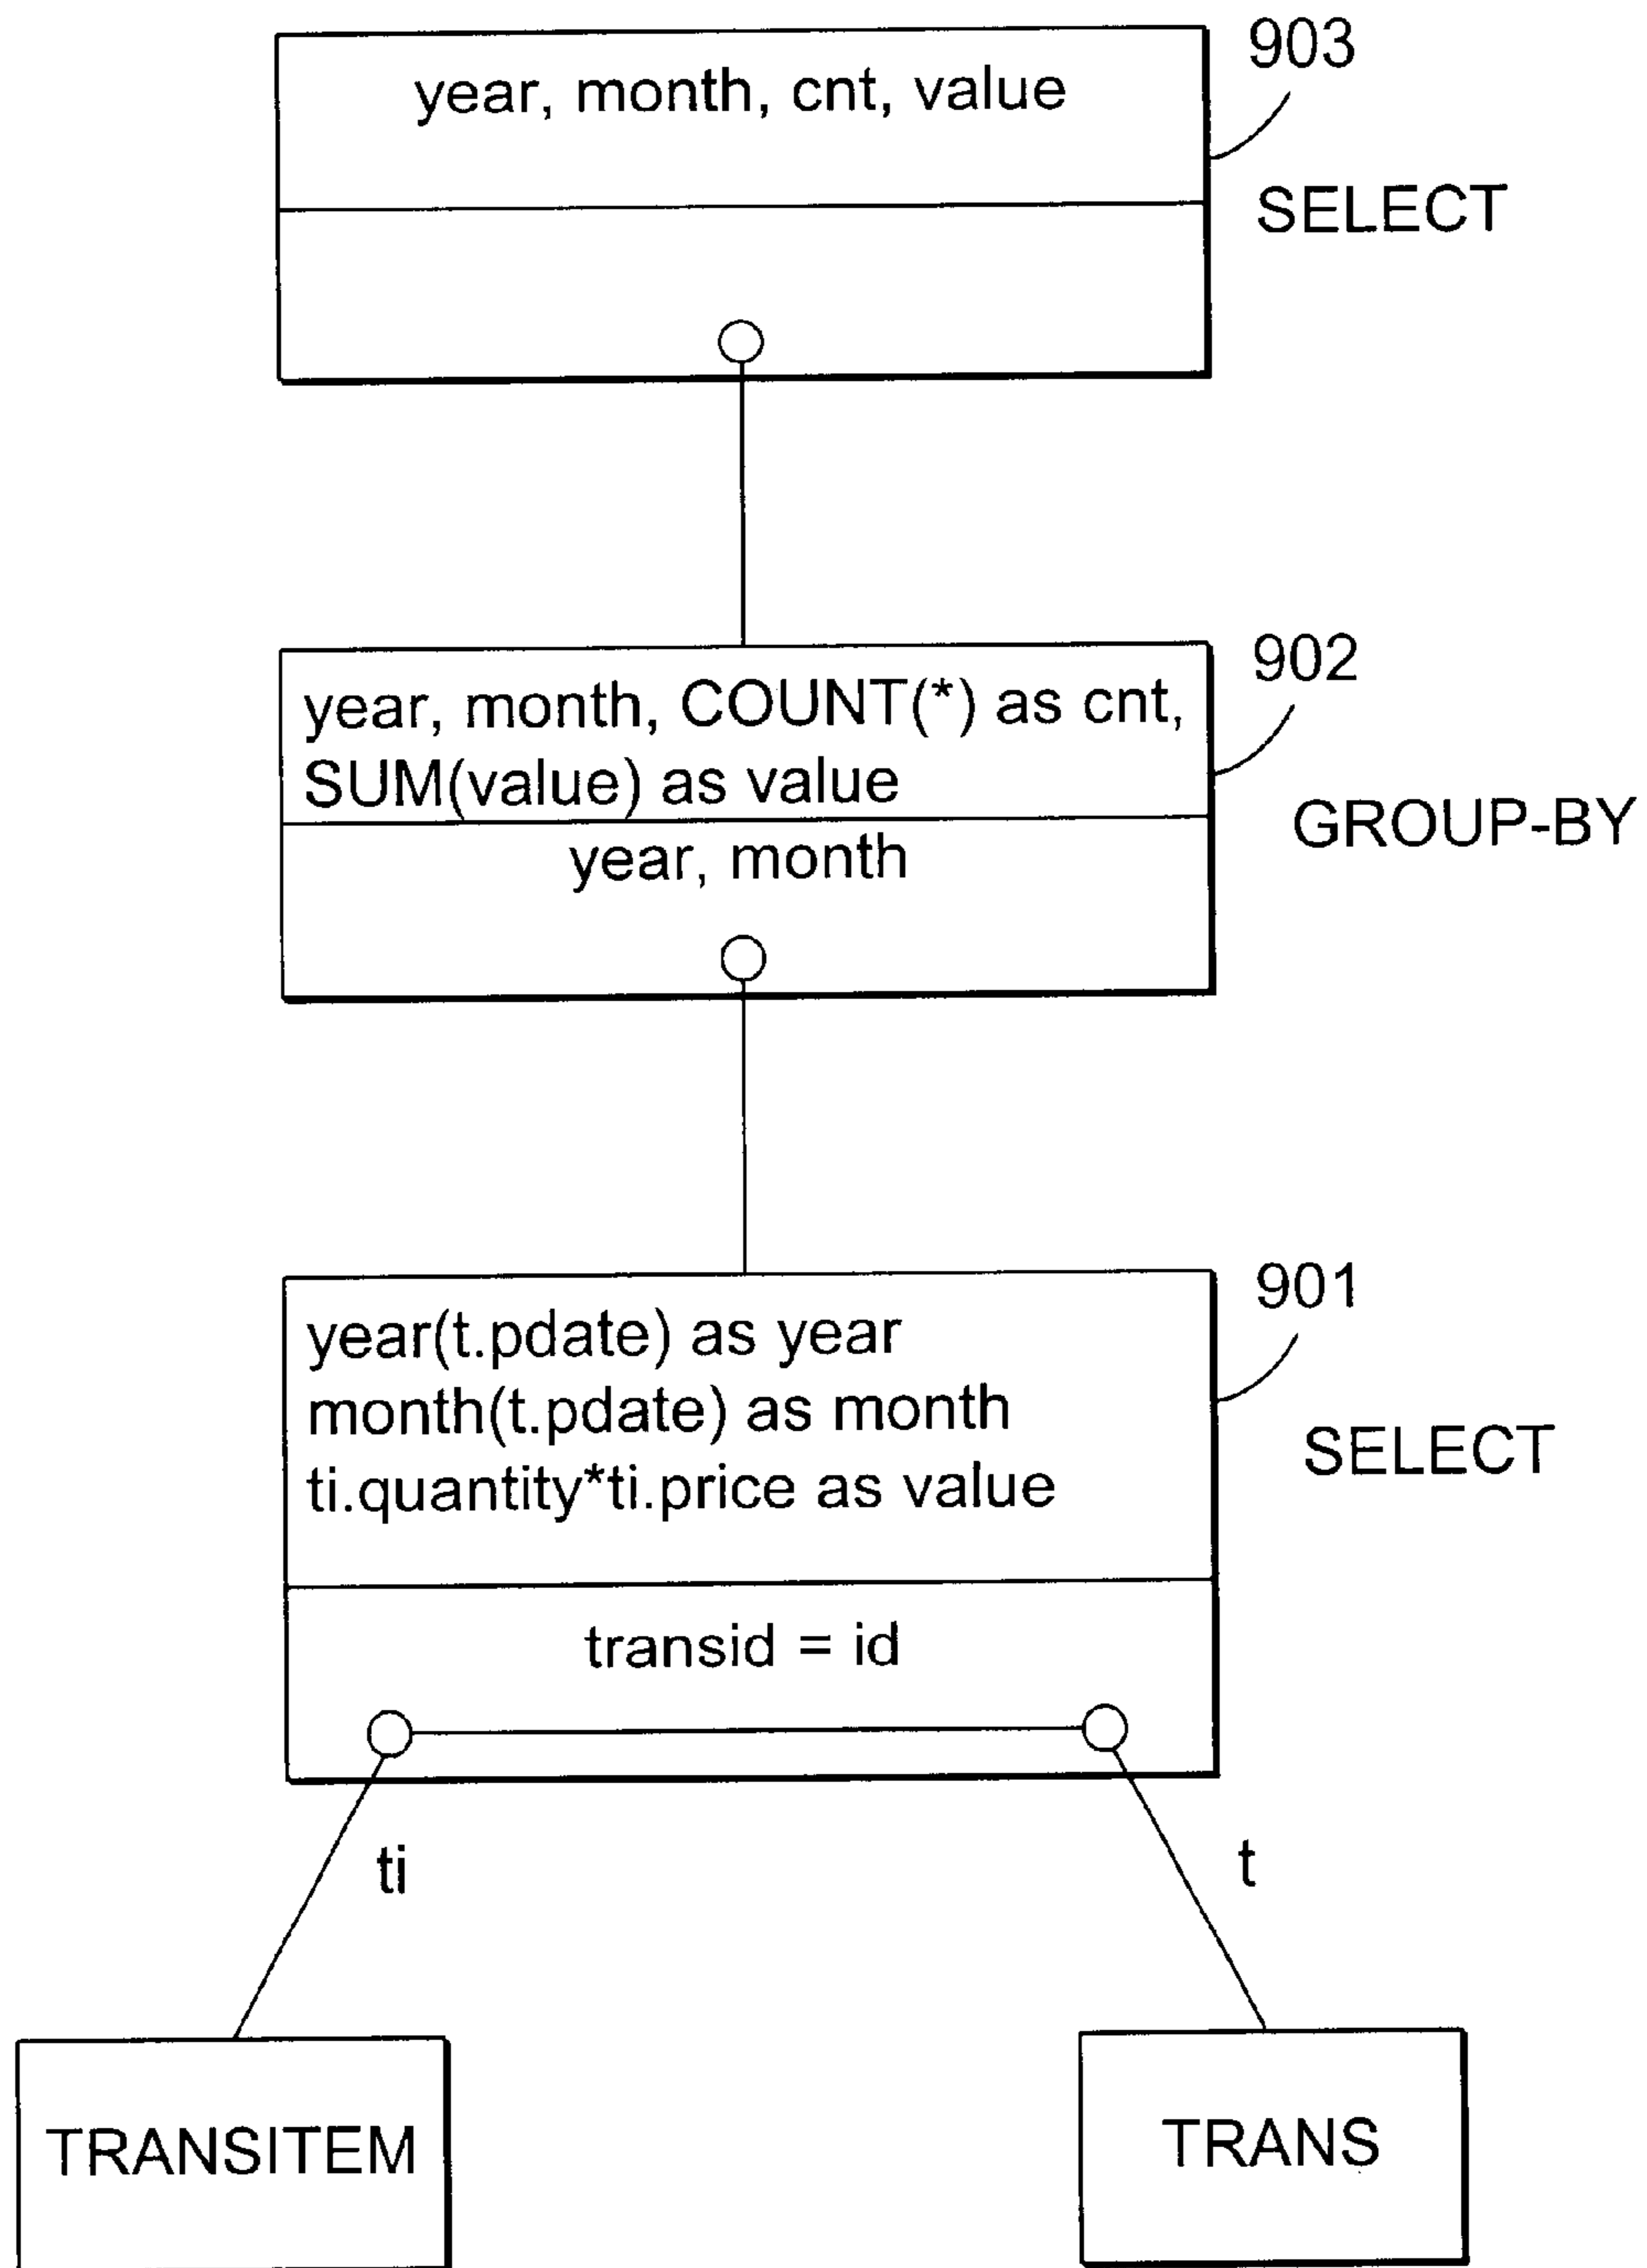 903
year, month, cnt, value
SELECT
902
year, month, COUNT(*) as cnt,
SUM(value) as value
GROUP-BY
year, month
901
year(t.pdate) as year
month(t.pdate) as month
SELECT
ti.quantity*ti.price as value
transid = id
ti
t
TRANSITEM
TRANS